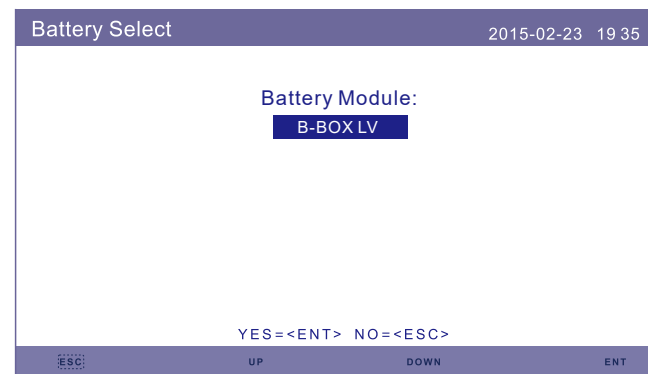 Battery Select
2015-02-23 19 35
Battery Module:
B-BOX LV
YES=<ENT> NO=<ESC>
ESC UP DOWN ENT